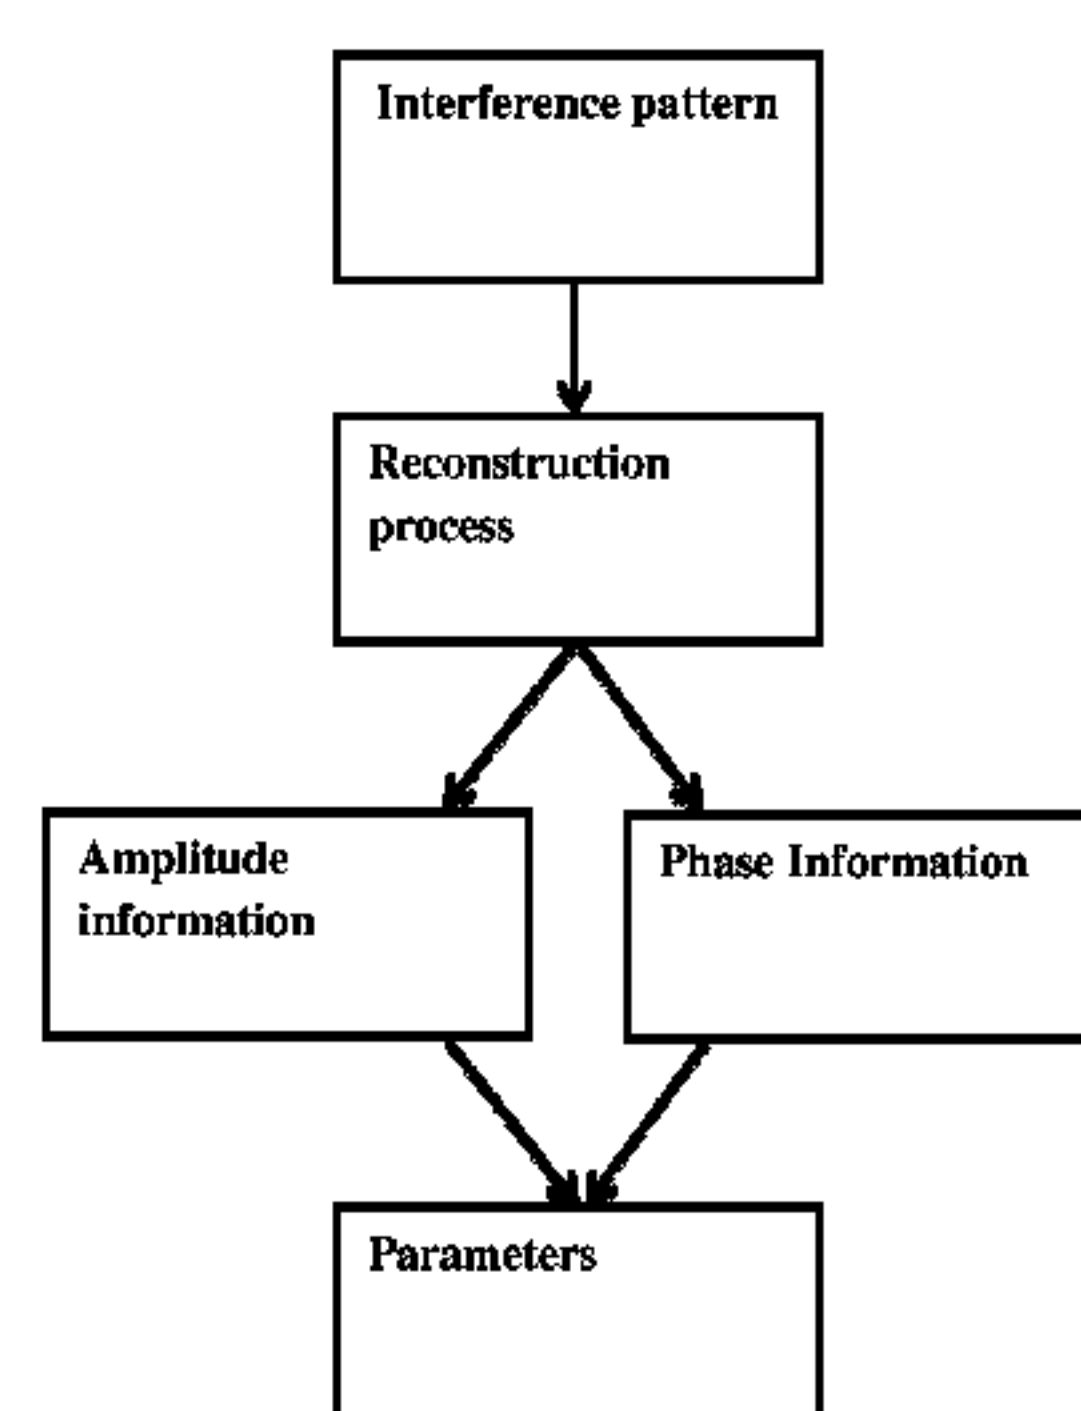 Interference pattern
Reconstruction
process
Amplitude
information
Phase Information
Parameters